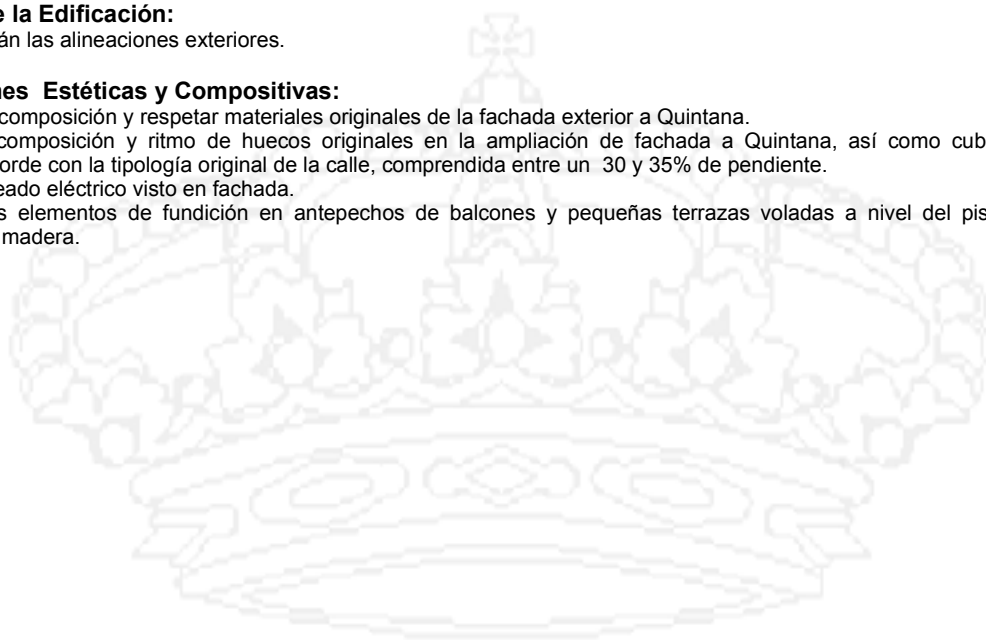 e la Edificación:
án las alineaciones exteriores.
nes Estéticas y Compositivas:
composición y respetar materiales originales de la fachada exterior a Quintana.
composición y ritmo de huecos originales en la ampliación de fachada a Quintana, así como cub
orde con la tipología original de la calle, comprendida entre un 30 y 35% de pendiente.
eado eléctrico visto en fachada.
s elementos de fundición en antepechos de balcones y pequeñas terrazas voladas a nivel del pis
madera.